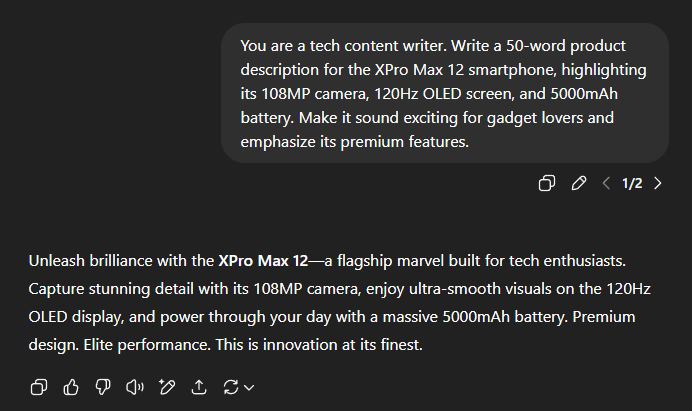 You are a tech content writer. Write a 50-word product
description for the XPro Max 12 smartphone, highlighting
its 108MP camera, 120Hz OLED screen, and 5000mAh
battery. Make it sound exciting for gadget lovers and
emphasize its premium features.
1/2
Unleash brilliance with the XPro Max 12—a flagship marvel built for tech enthusiasts.
Capture stunning detail with its 108MP camera, enjoy ultra-smooth visuals on the 120Hz
OLED display, and power through your day with a massive 5000mAh battery. Premium
design. Elite performance. This is innovation at its finest.